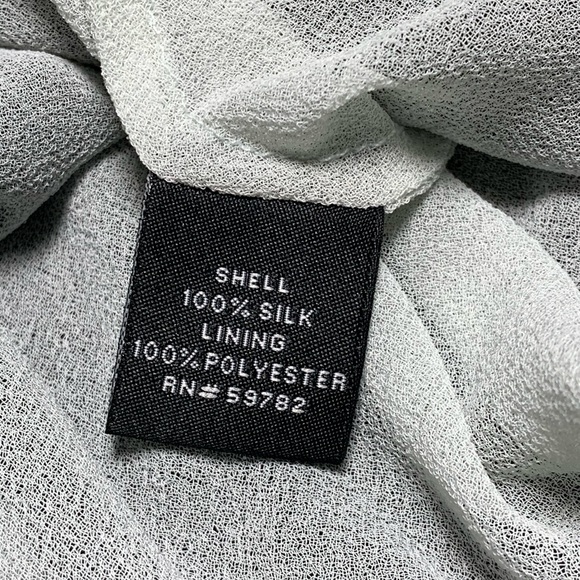 SHELL
100% SILK
LINING
100% POLYESTER
RN# 59782